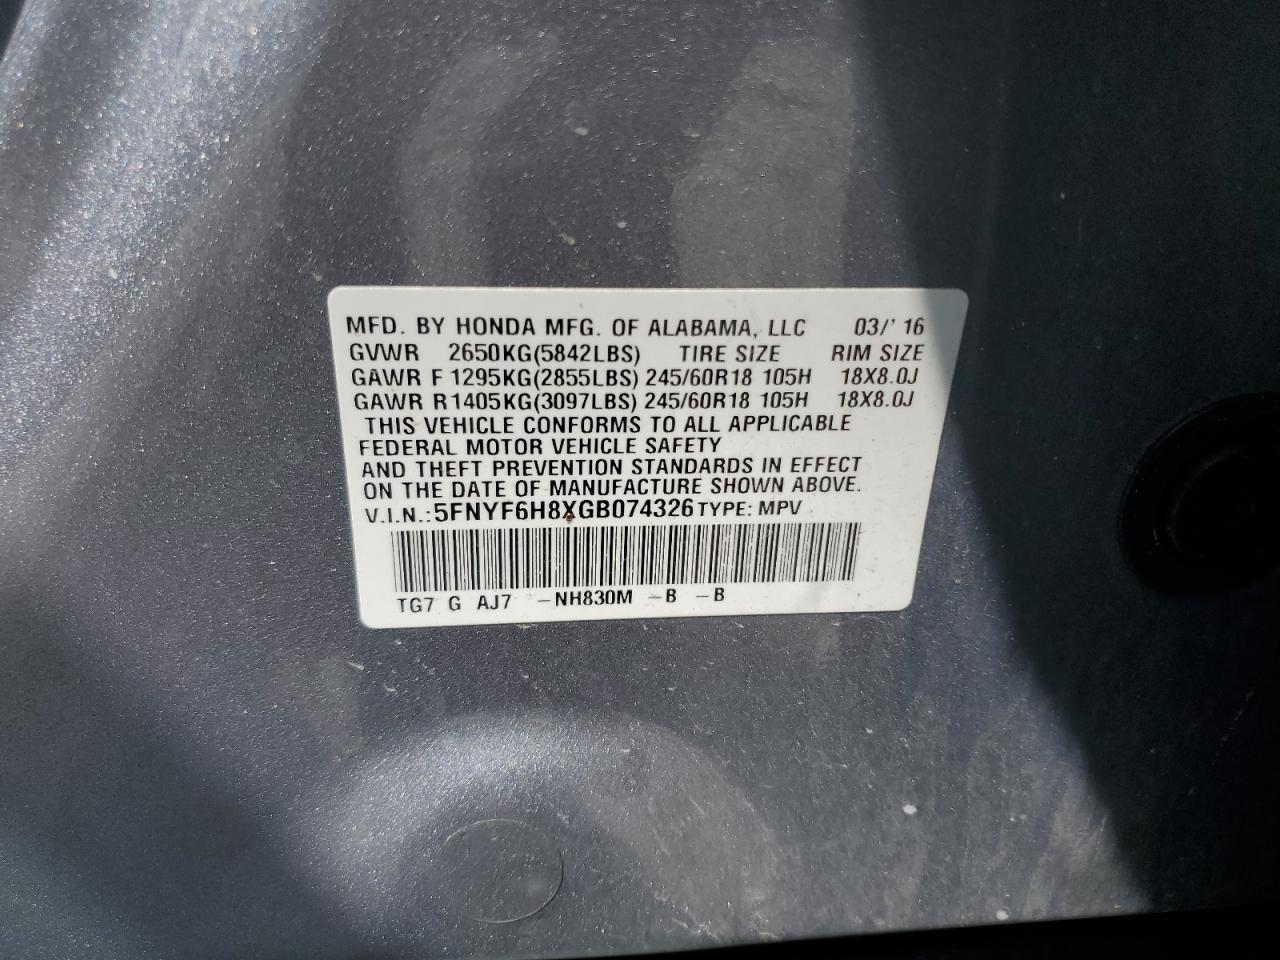 MFD. BY HONDA MFG. OF ALABAMA, LLC 03/'16
GVWR 2650KG(5842LBS) TIRE SIZE RIM SIZE
GAWR F 1295KG(2855LBS) 245/60R18 105H 18X8.0J
GAWR R 1405KG(3097LBS) 245/60R18 105H 18X8.0J
THIS VEHICLE CONFORMS TO ALL APPLICABLE
FEDERAL MOTOR VEHICLE SAFETY
AND THEFT PREVENTION STANDARDS IN EFFECT
ON THE DATE OF MANUFACTURE SHOWN ABOVE.
V.I.N.: 5FNYF6H8XGB074326 TYPE: MPV
TG7 G AJ7 -NH830M -B -B